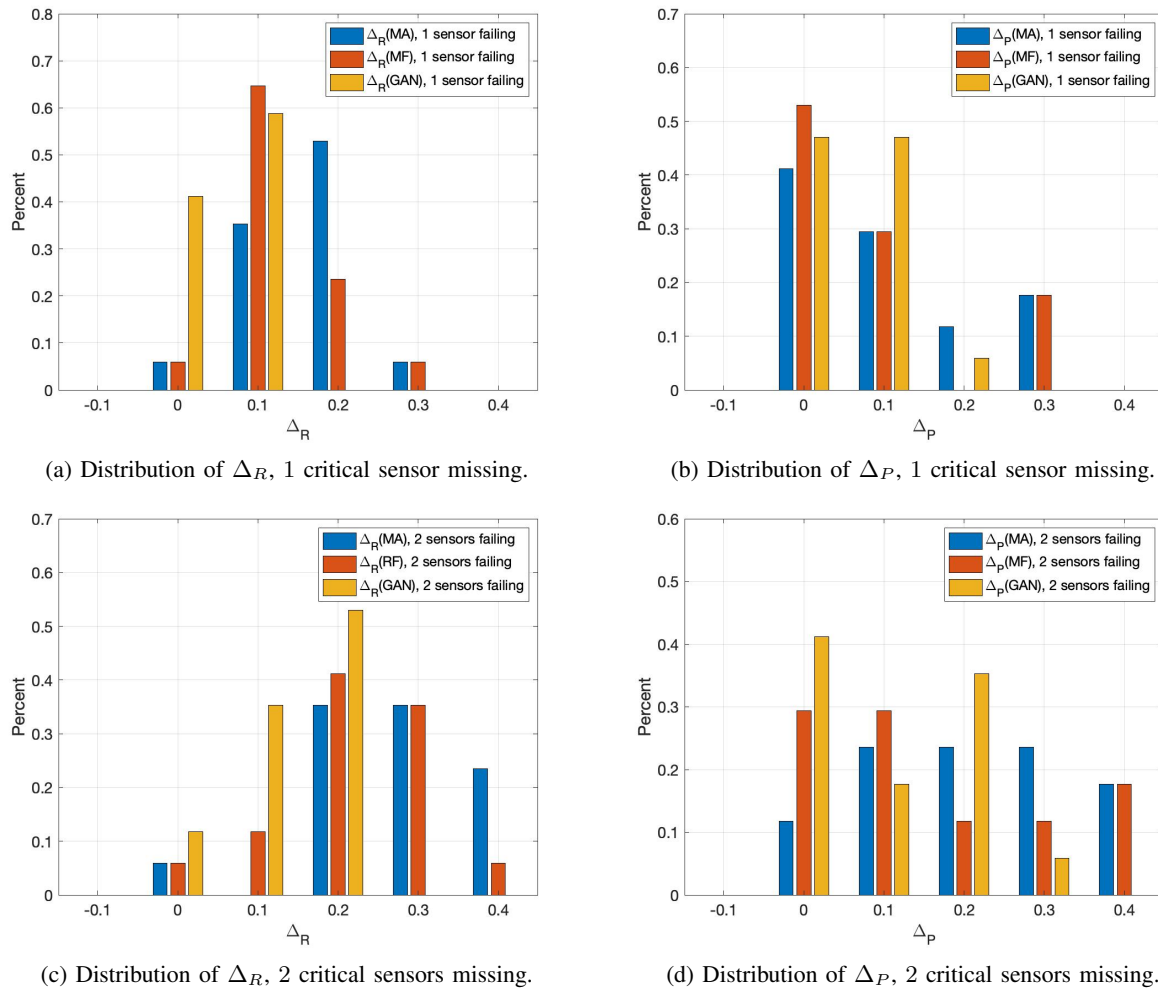 0.8
0.7
0.6
0.5
0.4
0.3
0.2
0.1
0
Percent
-0.1 0 0.1 0.2 0.3 0.4
Δ_R
Δ_R(MA), 1 sensor failing
Δ_R(MF), 1 sensor failing
Δ_R(GAN), 1 sensor failing
(a) Distribution of Δ_R, 1 critical sensor missing.
0.7
0.6
0.5
0.4
0.3
0.2
0.1
0
Percent
-0.1 0 0.1 0.2 0.3 0.4
Δ_P
Δ_P(MA), 1 sensor failing
Δ_P(MF), 1 sensor failing
Δ_P(GAN), 1 sensor failing
(b) Distribution of Δ_P, 1 critical sensor missing.
0.7
0.6
0.5
0.4
0.3
0.2
0.1
0
Percent
-0.1 0 0.1 0.2 0.3 0.4
Δ_R
Δ_R(MA), 2 sensors failing
Δ_R(RF), 2 sensors failing
Δ_R(GAN), 2 sensors failing
(c) Distribution of Δ_R, 2 critical sensors missing.
0.6
0.5
0.4
0.3
0.2
0.1
0
Percent
-0.1 0 0.1 0.2 0.3 0.4
Δ_P
Δ_P(MA), 2 sensors failing
Δ_P(MF), 2 sensors failing
Δ_P(GAN), 2 sensors failing
(d) Distribution of Δ_P, 2 critical sensors missing.